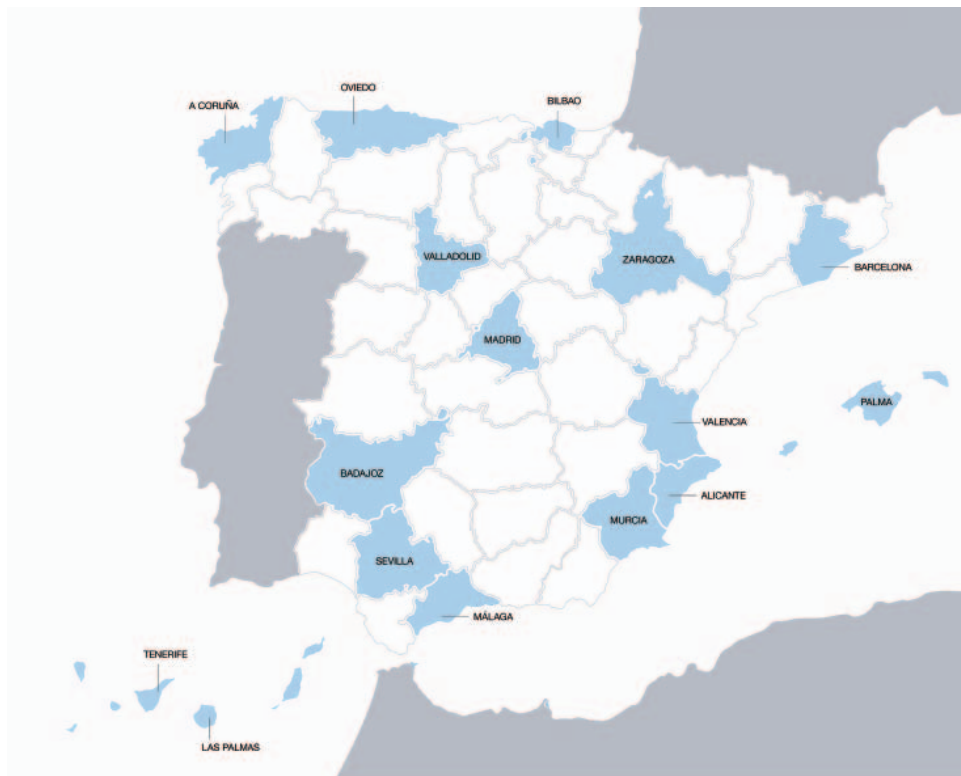 OVIEDO
A CORUÑA
BILBAO
VALLADOLID
ZARAGOZA
BARCELONA
MADRID
PALMA
VALENCIA
BADAJOZ
ALICANTE
MURCIA
SEVILLA
MÁLAGA
TENERIFE
LAS PALMAS